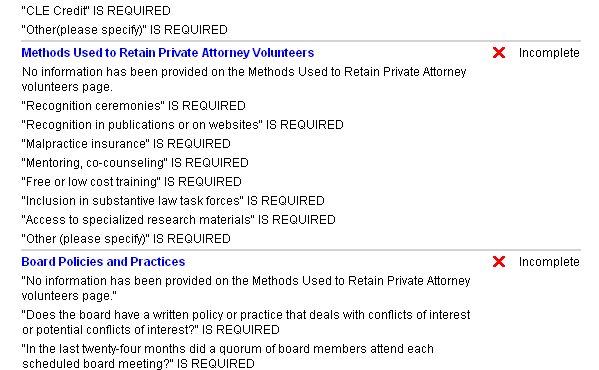 "CLE Credit" IS REQUIRED
"Other(please specify)" IS REQUIRED
Methods Used to Retain Private Attorney Volunteers
Incomplete
No information has been provided on the Methods Used to Retain Private Attorney
volunteers page.
"Recognition ceremonies" IS REQUIRED
"Recognition in publications or on websites" IS REQUIRED
"Malpractice insurance" IS REQUIRED
"Mentoring, co-counseling" IS REQUIRED
"Free or low cost training" IS REQUIRED
"Inclusion in substantive law task forces" IS REQUIRED
"Access to specialized research materials" IS REQUIRED
"Other (please specify)" IS REQUIRED
Board Policies and Practices
Incomplete
"No information has been provided on the Methods Used to Retain Private Attorney
volunteers page."
"Does the board have a written policy or practice that deals with conflicts of interest
or potential conflicts of interest?" IS REQUIRED
"In the last twenty-four months did a quorum of board members attend each
scheduled board meeting?" IS REQUIRED